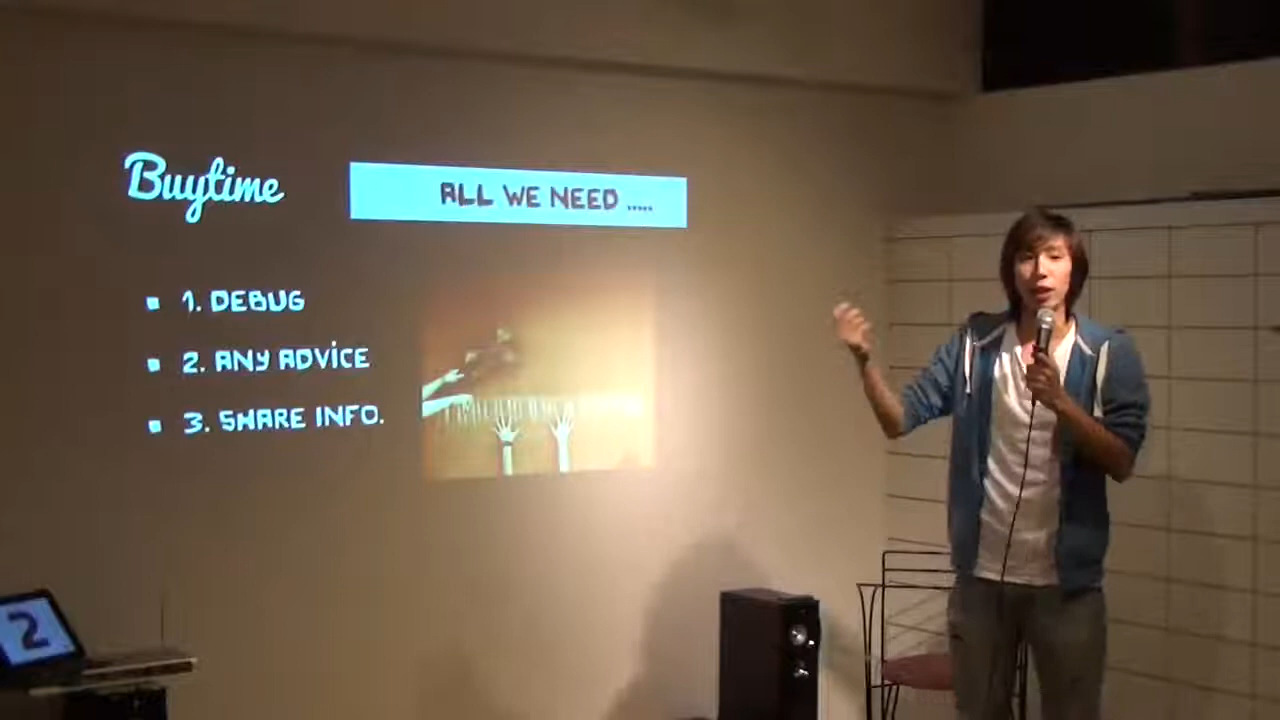 Buytime
ALL WE NEED .....
1. DEBUG
2. ANY ADVICE
3. SHARE INFO.
2